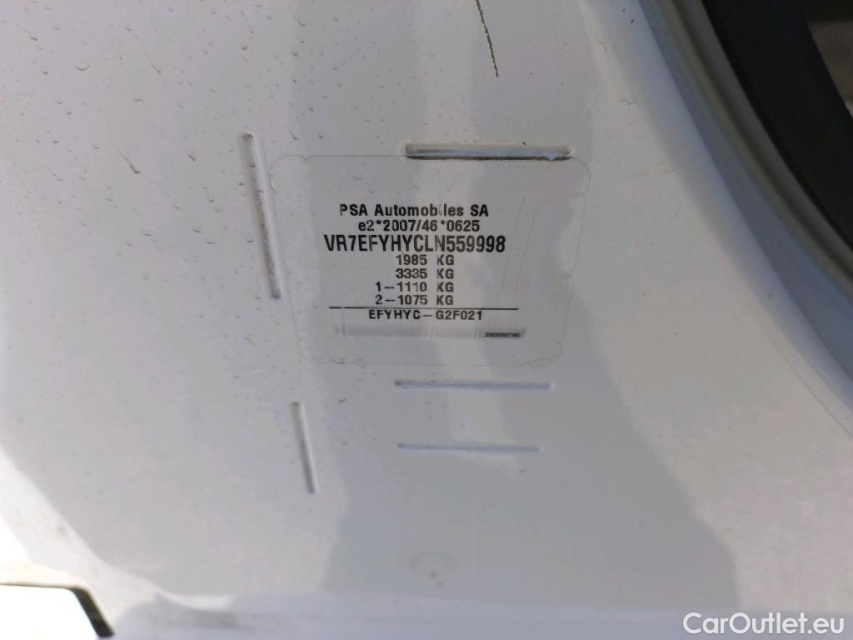 PSA Automobiles SA
e2*2007/46*0625
VR7EFYHYCLN559998
1985 KG
3335 KG
1-1110 KG
2-1075 KG
EFYHYC-G2F021
CarOutlet.eu